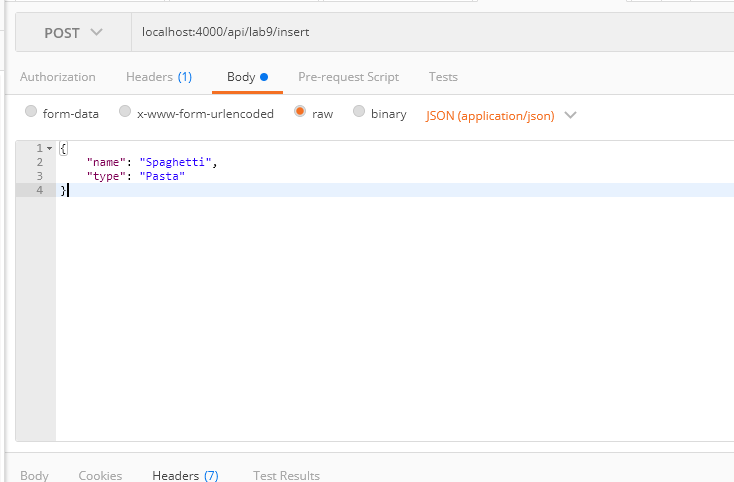 POST localhost:4000/api/lab9/insert
Authorization Headers (1) Body Pre-request Script Tests
form-data x-www-form-urlencoded raw binary JSON (application/json)
1 {
2 "name": "Spaghetti",
3 "type": "Pasta"
4 }
Body Cookies Headers (7) Test Results